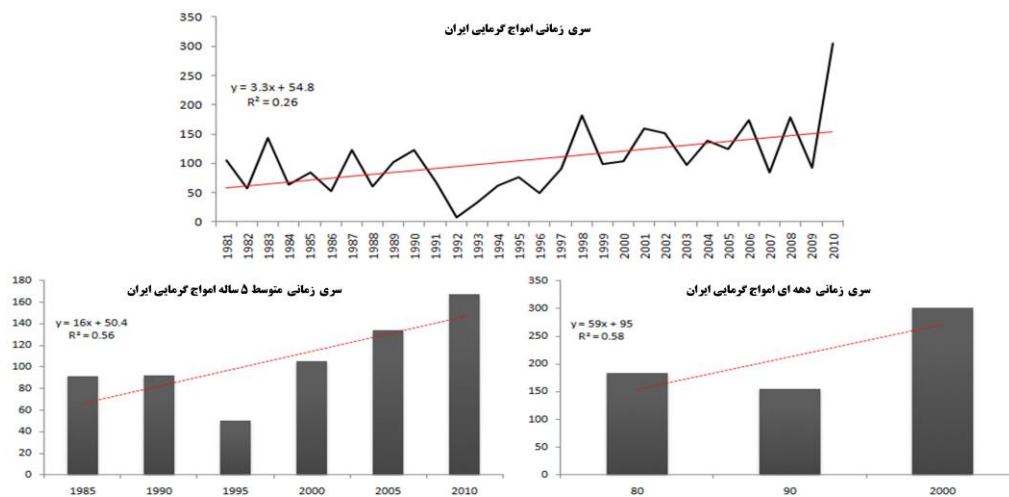 سری زمانی امواج گرمایی ایران
350
300
250
200
150
100
50
0
y = 3.3x + 54.8
R² = 0.26
1981 1982 1983 1984 1985 1986 1987 1988 1989 1990 1991 1992 1993 1994 1995 1996 1997 1998 1999 2000 2001 2002 2003 2004 2005 2006 2007 2008 2009 2010
سری زمانی متوسط ۵ ساله امواج گرمایی ایران
180
160
140
120
100
80
60
40
20
0
y = 16x + 50.4
R² = 0.56
1985 1990 1995 2000 2005 2010
سری زمانی دهه ای امواج گرمایی ایران
350
300
250
200
150
100
50
0
y = 59x + 95
R² = 0.58
80 90 2000